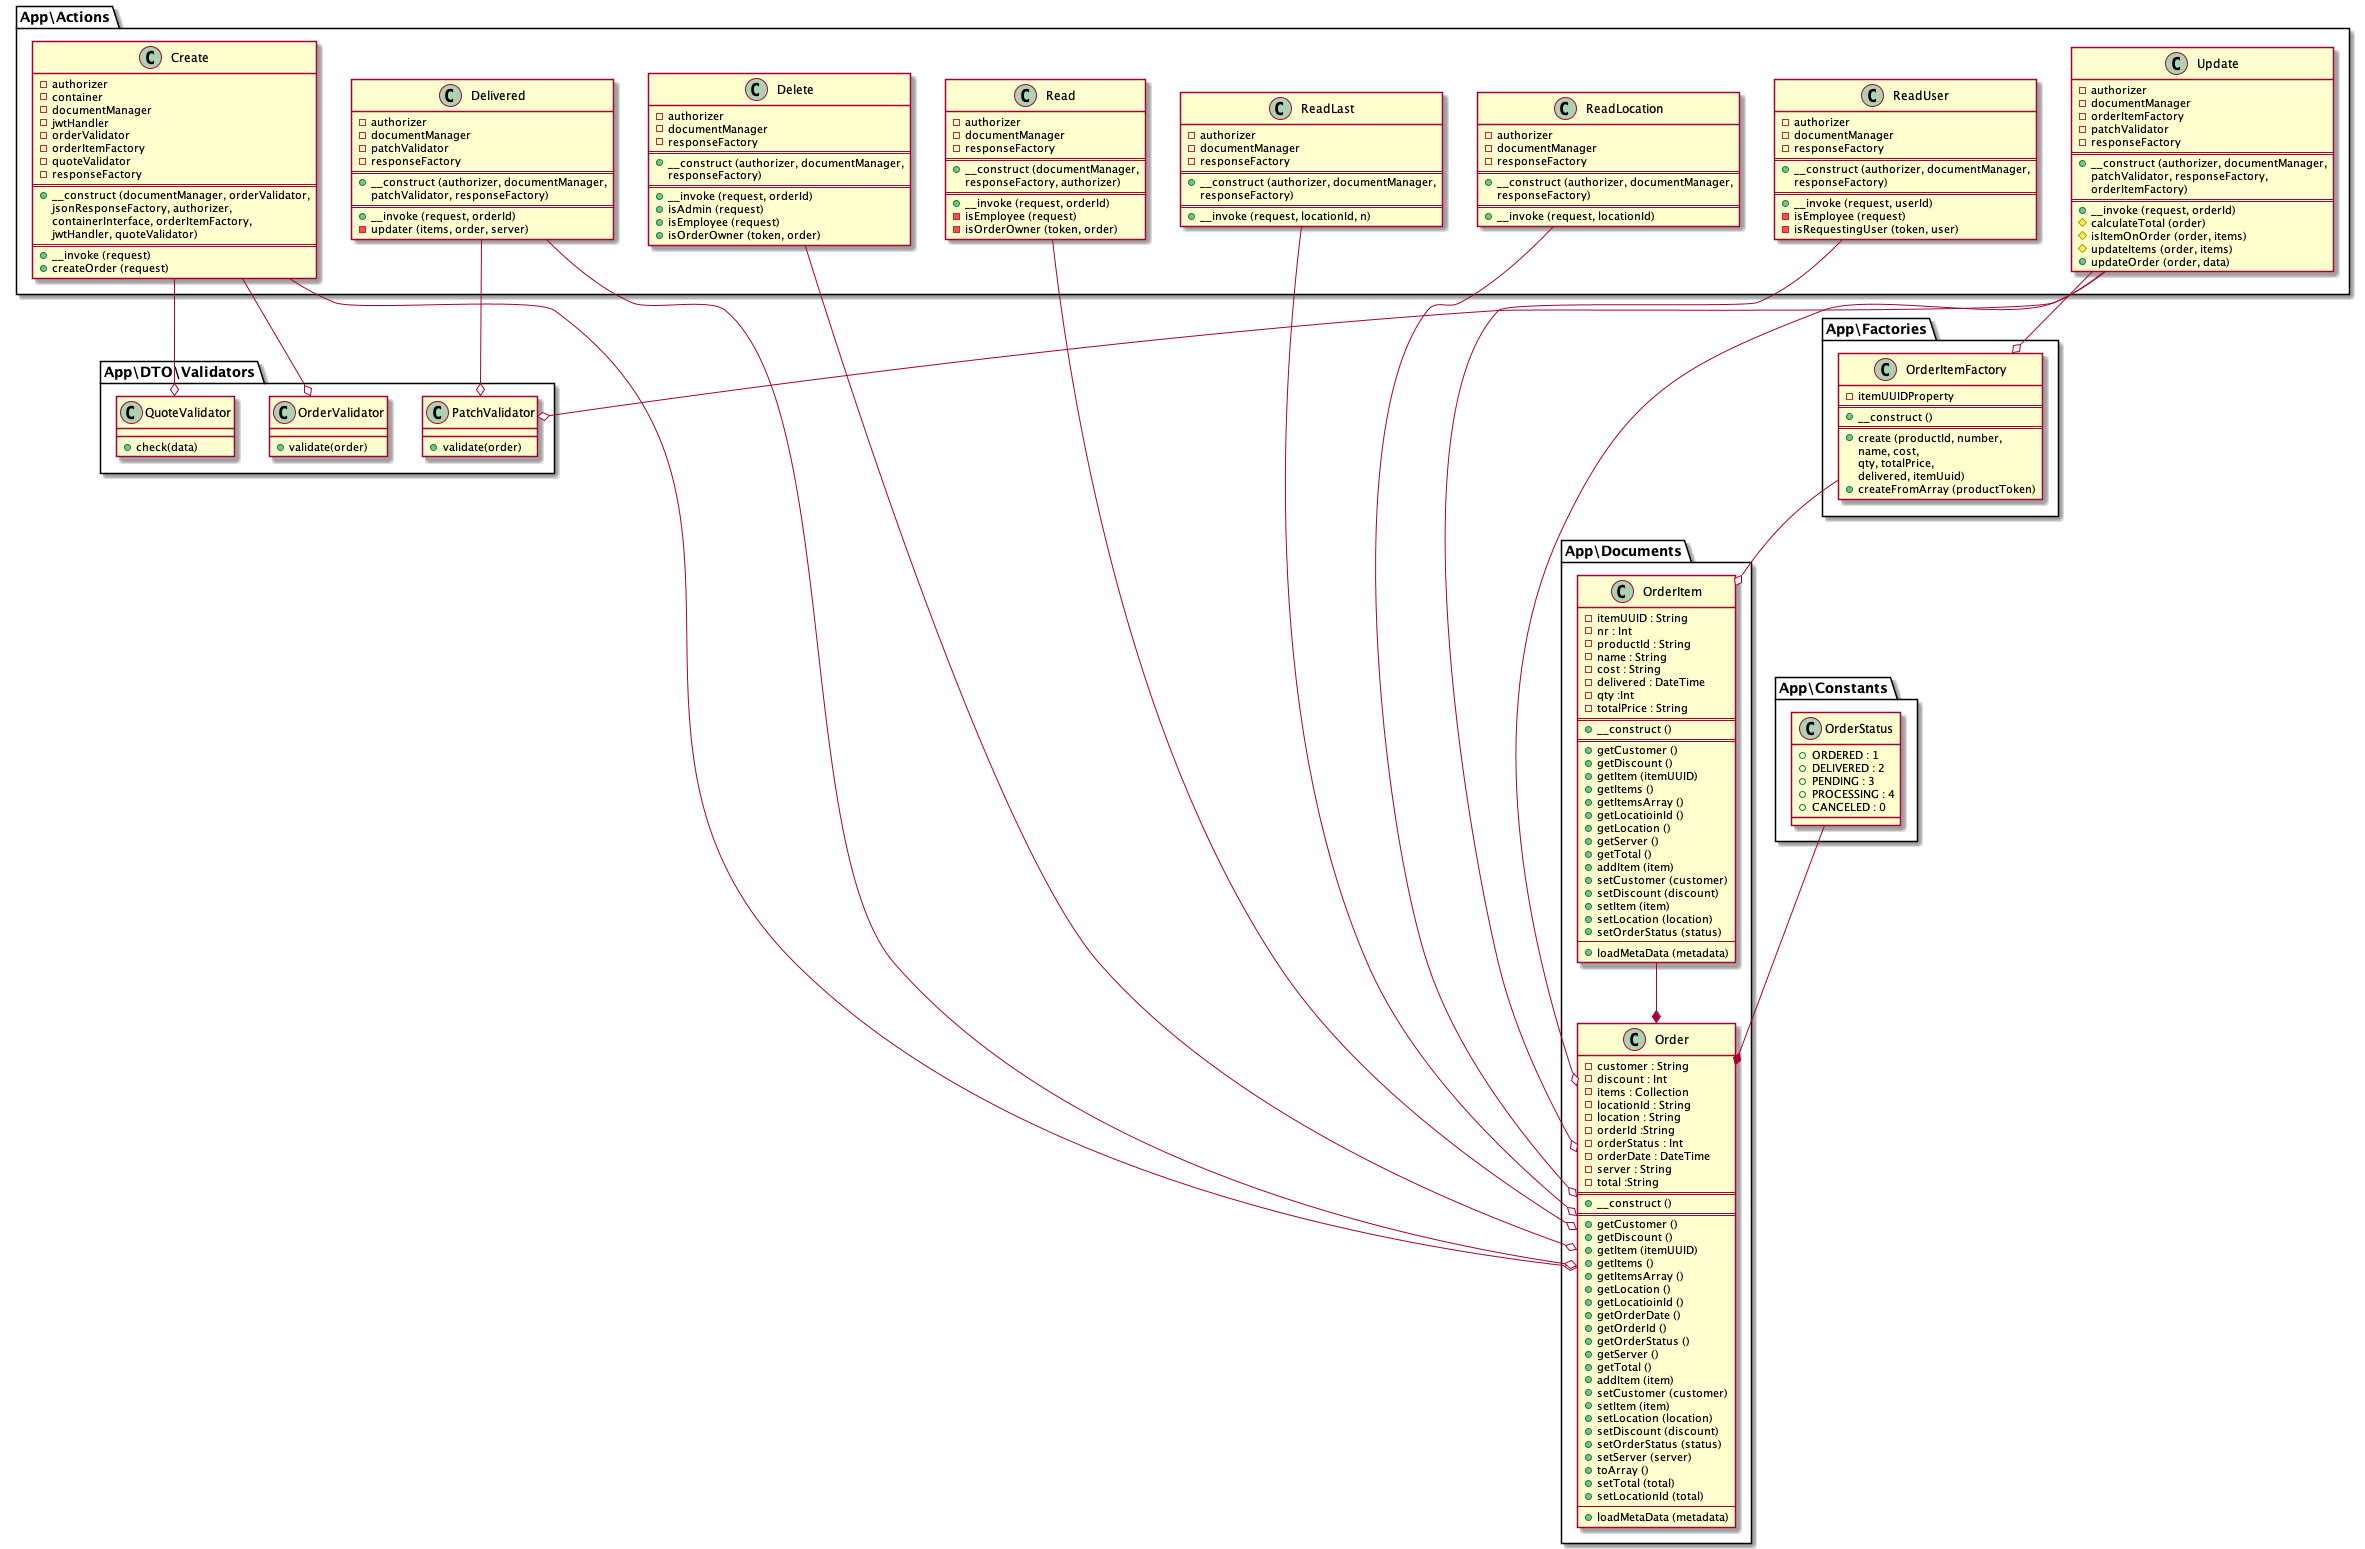 App\Actions
C Create
authorizer
container
documentManager
jwtHandler
orderValidator
orderItemFactory
quoteValidator
responseFactory
__construct (documentManager, orderValidator,
jsonResponseFactory, authorizer,
containerInterface, orderItemFactory,
jwtHandler, quoteValidator)
__invoke (request)
createOrder (request)
C Delivered
authorizer
documentManager
patchValidator
responseFactory
__construct (authorizer, documentManager,
patchValidator, responseFactory)
__invoke (request, orderId)
updater (items, order, server)
C Delete
authorizer
documentManager
responseFactory
__construct (authorizer, documentManager,
responseFactory)
__invoke (request, orderId)
isAdmin (request)
isEmployee (request)
isOrderOwner (token, order)
C Read
authorizer
documentManager
responseFactory
__construct (documentManager,
responseFactory, authorizer)
__invoke (request, orderId)
isEmployee (request)
isOrderOwner (token, order)
C ReadLast
authorizer
documentManager
responseFactory
__construct (authorizer, documentManager,
responseFactory)
__invoke (request, locationId, n)
C ReadLocation
authorizer
documentManager
responseFactory
__construct (authorizer, documentManager,
responseFactory)
__invoke (request, locationId)
C ReadUser
authorizer
documentManager
responseFactory
__construct (authorizer, documentManager,
responseFactory)
__invoke (request, userId)
isEmployee (request)
isRequestingUser (token, user)
C Update
authorizer
documentManager
orderItemFactory
patchValidator
responseFactory
__construct (authorizer, documentManager,
patchValidator, responseFactory,
orderItemFactory)
__invoke (request, orderId)
calculateTotal (order)
isItemOnOrder (order, items)
updateItems (order, items)
updateOrder (order, data)
App\DTO\Validators
C QuoteValidator
check(data)
C OrderValidator
validate(order)
C PatchValidator
validate(order)
App\Factories
C OrderItemFactory
itemUUIDProperty
__construct ()
create (productId, number,
name, cost,
qty, totalPrice,
delivered, itemUuid)
createFromArray (productToken)
App\Documents
C OrderItem
itemUUID : String
nr : Int
productId : String
name : String
cost : String
delivered : DateTime
qty :Int
totalPrice : String
__construct ()
getCustomer ()
getDiscount ()
getItem (itemUUID)
getItems ()
getItemsArray ()
getLocatioinId ()
getLocation ()
getServer ()
getTotal ()
addItem (item)
setCustomer (customer)
setDiscount (discount)
setItem (item)
setLocation (location)
setOrderStatus (status)
loadMetaData (metadata)
App\Constants
C OrderStatus
ORDERED : 1
DELIVERED : 2
PENDING : 3
PROCESSING : 4
CANCELED : 0
C Order
customer : String
discount : Int
items : Collection
locationId : String
location : String
orderId :String
orderStatus : Int
orderDate : DateTime
server : String
total :String
__construct ()
getCustomer ()
getDiscount ()
getItem (itemUUID)
getItems ()
getItemsArray ()
getLocation ()
getLocatioinId ()
getOrderDate ()
getOrderId ()
getOrderStatus ()
getServer ()
getTotal ()
addItem (item)
setCustomer (customer)
setItem (item)
setLocation (location)
setDiscount (discount)
setOrderStatus (status)
setServer (server)
toArray ()
setTotal (total)
setLocationId (total)
loadMetaData (metadata)